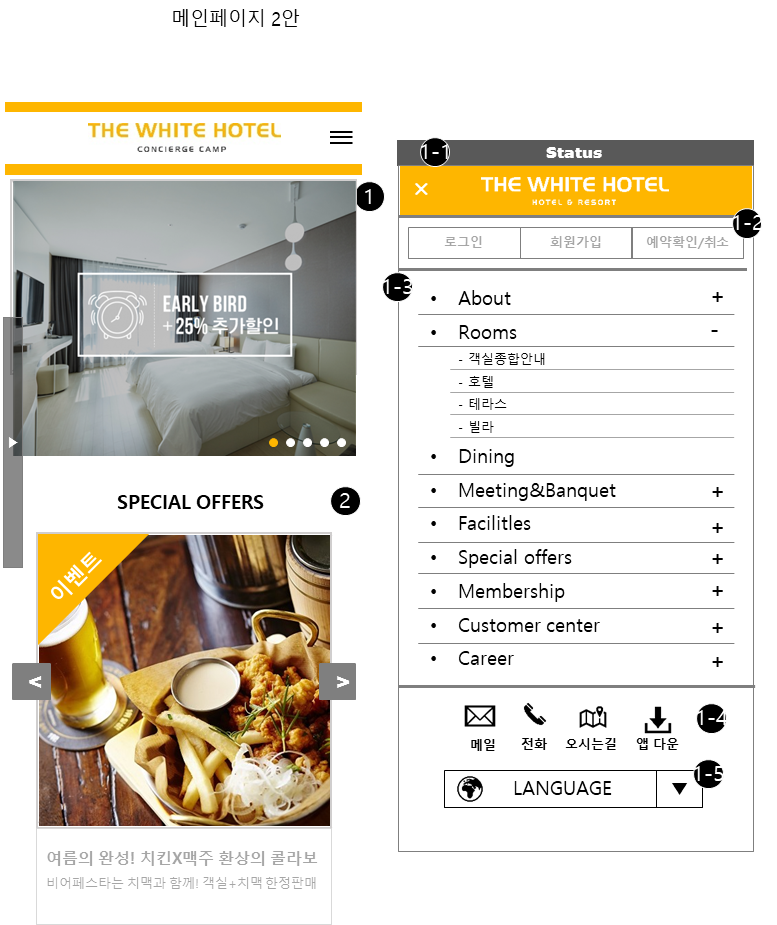 메인페이지 2안
THE WHITE HOTEL
CONCIERGE CAMP
1
EARLY BIRD
+ 25% 추가할인
SPECIAL OFFERS
2
이벤트
<
>
여름의 완성! 치킨X맥주 환상의 콜라보
비어페스타는 치맥과 함께! 객실+치맥 한정판매
1-1
Status
×
THE WHITE HOTEL
HOTEL & RESORT
1-2
로그인 회원가입 예약확인/취소
1-3
• About +
• Rooms -
- 객실종합안내
- 호텔
- 테라스
- 빌라
• Dining
• Meeting&Banquet +
• Facilitles +
• Special offers +
• Membership +
• Customer center +
• Career +
1-4
메일 전화 오시는길 앱 다운
1-5
LANGUAGE ▼